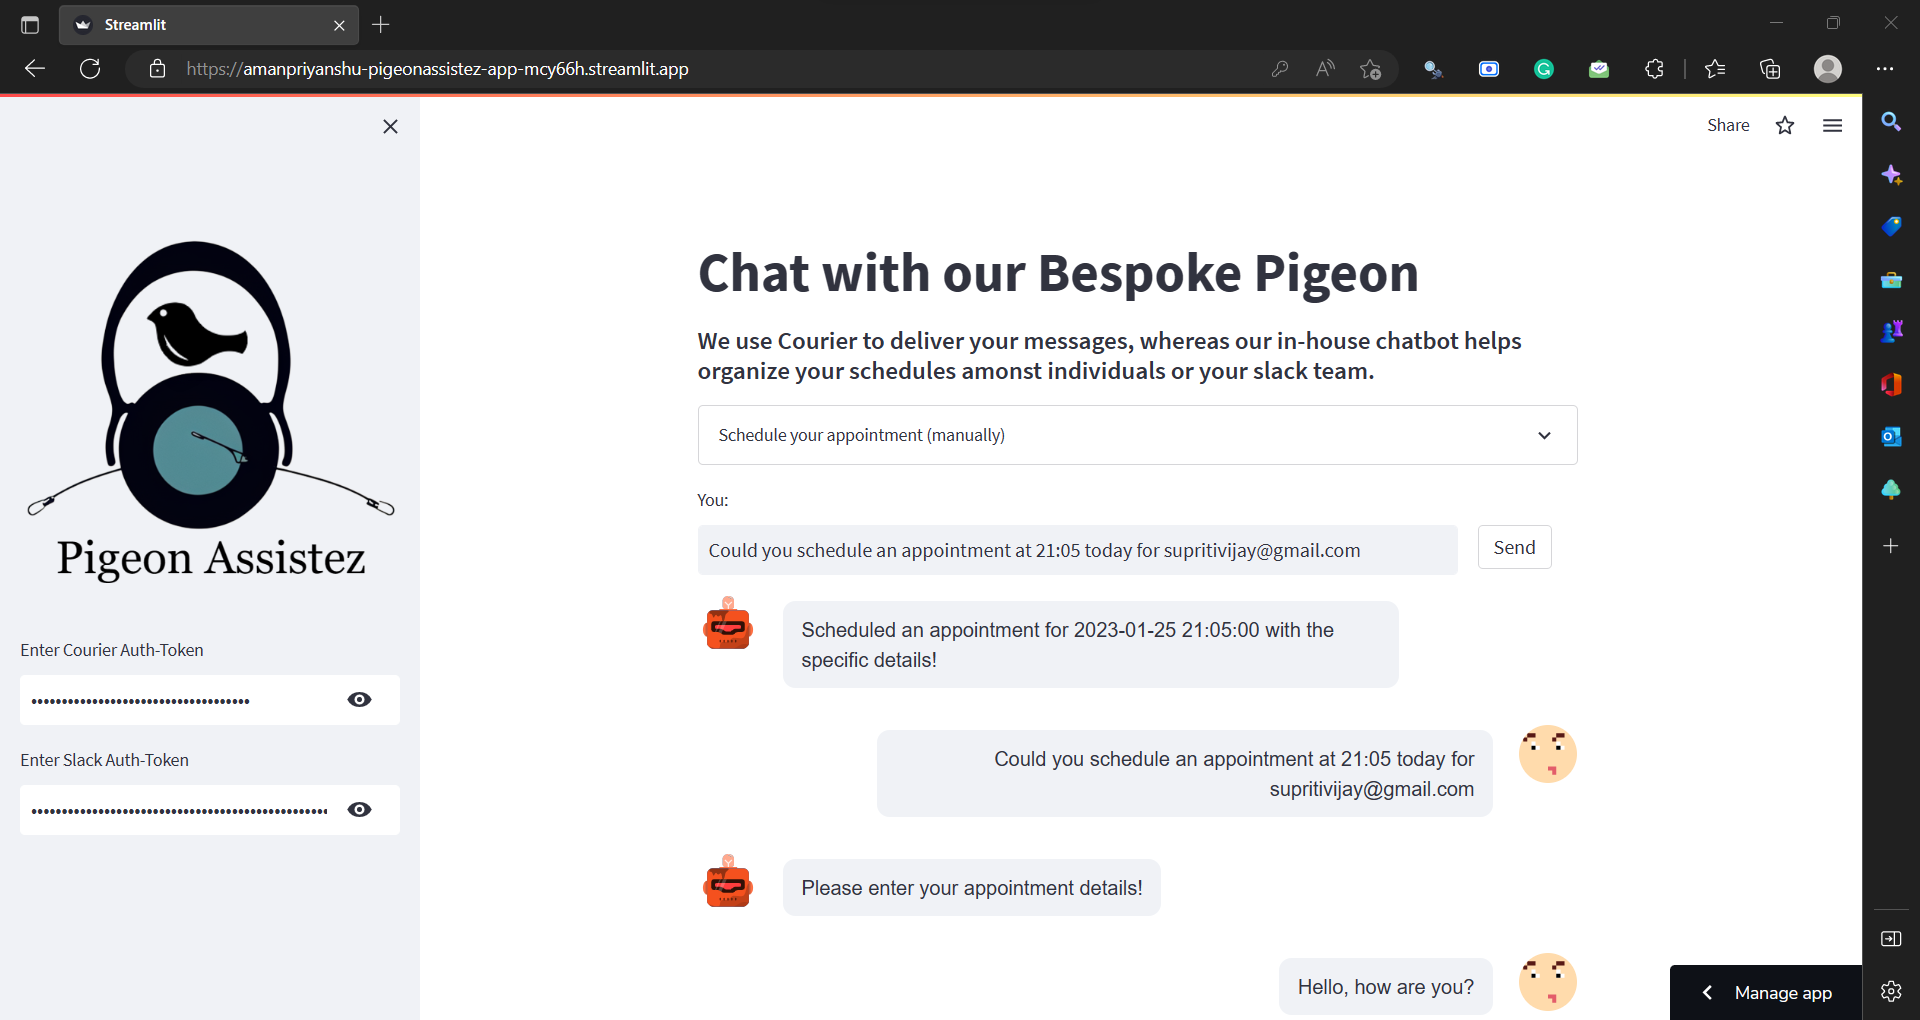 Streamlit
https://amanpriyanshu-pigeonassistez-app-mcy66h.streamlit.app
Share
Pigeon Assistez
Enter Courier Auth-Token
Enter Slack Auth-Token
Chat with our Bespoke Pigeon
We use Courier to deliver your messages, whereas our in-house chatbot helps
organize your schedules amonst individuals or your slack team.
Schedule your appointment (manually)
You:
Could you schedule an appointment at 21:05 today for supritivijay@gmail.com
Send
Scheduled an appointment for 2023-01-25 21:05:00 with the
specific details!
Could you schedule an appointment at 21:05 today for
supritivijay@gmail.com
Please enter your appointment details!
Hello, how are you?
Manage app